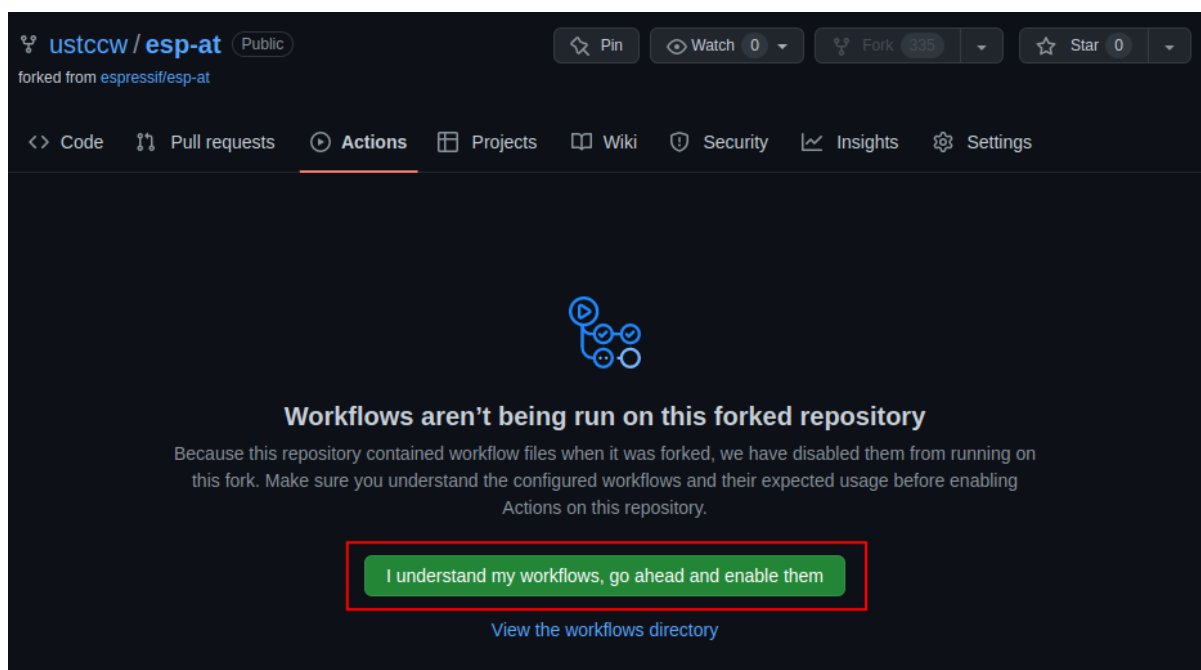 ustccw / esp-at Public Pin Watch 0 Fork 335 Star 0
forked from espressif/esp-at
Code Pull requests Actions Projects Wiki Security Insights Settings
Workflows aren’t being run on this forked repository
Because this repository contained workflow files when it was forked, we have disabled them from running on
this fork. Make sure you understand the configured workflows and their expected usage before enabling
Actions on this repository.
I understand my workflows, go ahead and enable them
View the workflows directory